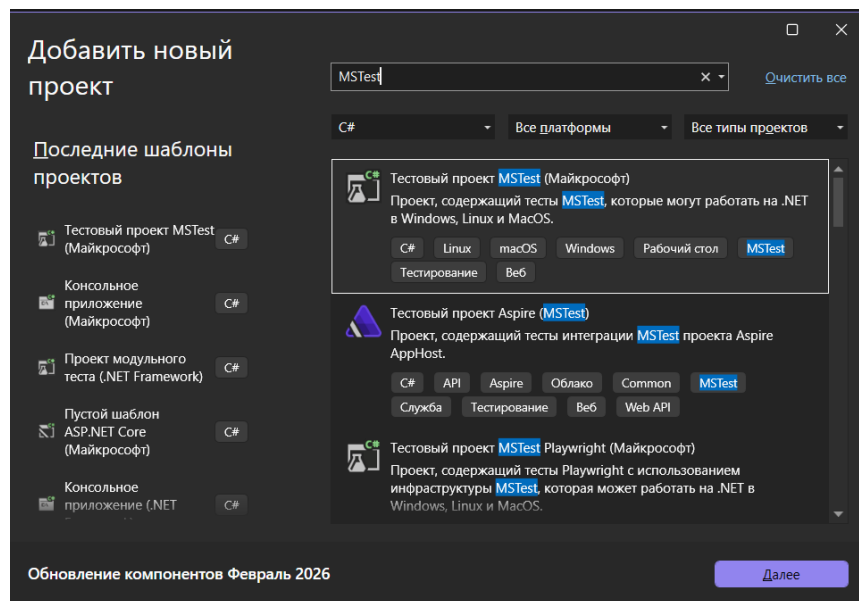 Добавить новый
проект
MSTest
Очистить все
C#
Все платформы
Все типы проектов
Последние шаблоны
проектов
Тестовый проект MSTest
(Майкрософт)
C#
Консольное
приложение
(Майкрософт)
C#
Проект модульного
теста (.NET Framework)
C#
Пустой шаблон
ASP.NET Core
(Майкрософт)
C#
Консольное
приложение (.NET
C#
Тестовый проект MSTest (Майкрософт)
Проект, содержащий тесты MSTest, которые могут работать на .NET
в Windows, Linux и MacOS.
C# Linux macOS Windows Рабочий стол MSTest
Тестирование Веб
Тестовый проект Aspire (MSTest)
Проект, содержащий тесты интеграции MSTest проекта Aspire
AppHost.
C# API Aspire Облако Common MSTest
Служба Тестирование Веб Web API
Тестовый проект MSTest Playwright (Майкрософт)
Проект, содержащий тесты Playwright с использованием
инфраструктуры MSTest, которая может работать на .NET в
Windows, Linux и MacOS.
Обновление компонентов Февраль 2026
Далее